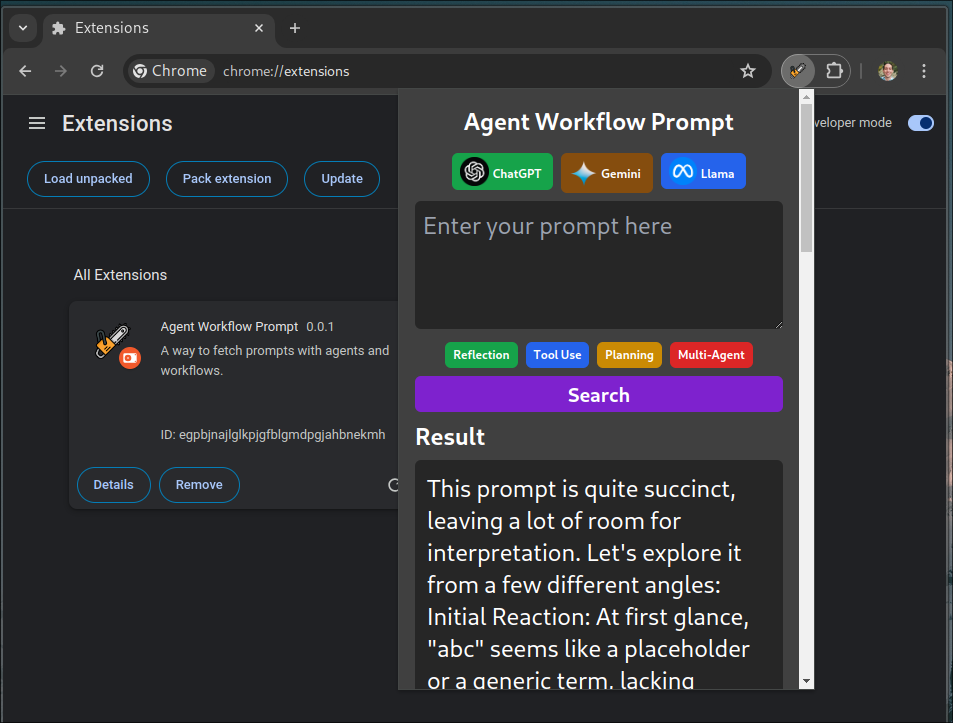 Extensions
Chrome
chrome://extensions
Extensions
veloper mode
Load unpacked
Pack extension
Update
All Extensions
Agent Workflow Prompt 0.0.1
A way to fetch prompts with agents and
workflows.
ID: egpbjnajlglkpjgfblgmdpgjahbnekmh
Details
Remove
Agent Workflow Prompt
ChatGPT
Gemini
Llama
Enter your prompt here
Reflection
Tool Use
Planning
Multi-Agent
Search
Result
This prompt is quite succinct,
leaving a lot of room for
interpretation. Let's explore it
from a few different angles:
Initial Reaction: At first glance,
"abc" seems like a placeholder
or a generic term, lacking